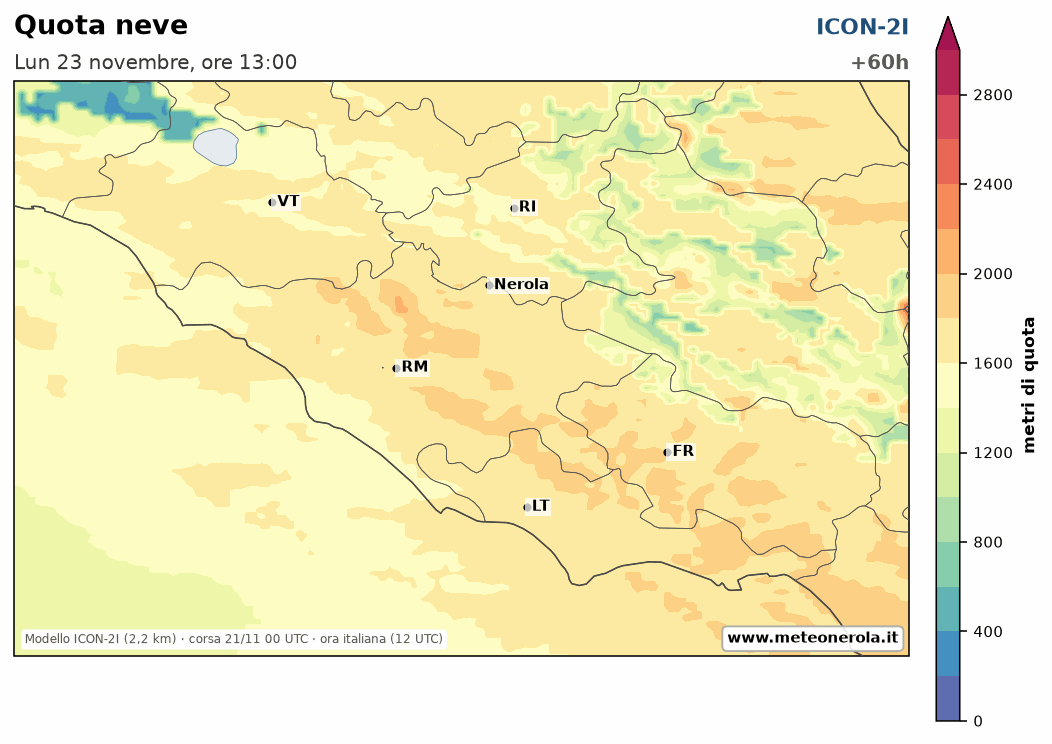 Quota neve
ICON-2I
Lun 23 novembre, ore 13:00
+60h
VT
RI
Nerola
RM
FR
LT
Modello ICON-2I (2,2 km) · corsa 21/11 00 UTC · ora italiana (12 UTC)
www.meteonerola.it
2800
2400
2000
1600
1200
800
400
0
metri di quota